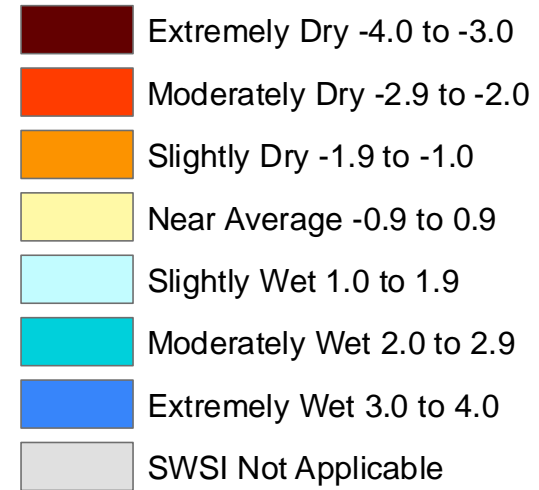 Extremely Dry -4.0 to -3.0
Moderately Dry -2.9 to -2.0
Slightly Dry -1.9 to -1.0
Near Average -0.9 to 0.9
Slightly Wet 1.0 to 1.9
Moderately Wet 2.0 to 2.9
Extremely Wet 3.0 to 4.0
SWSI Not Applicable